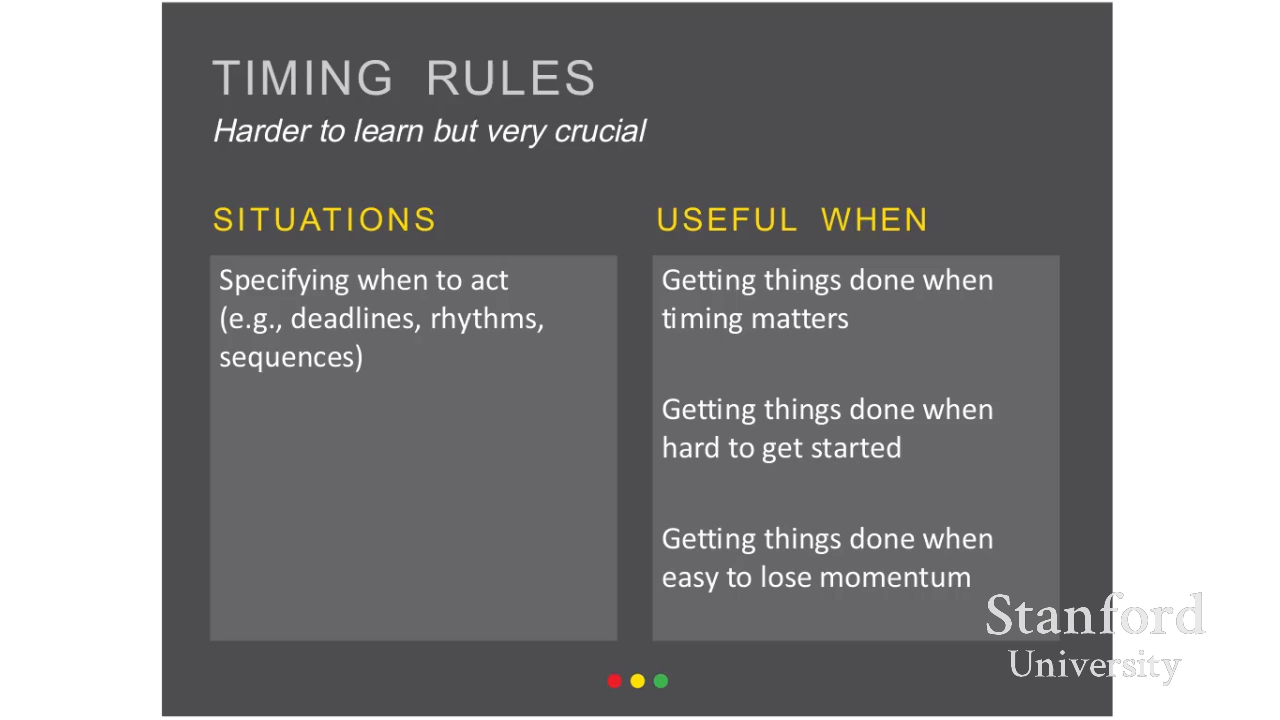 TIMING RULES
Harder to learn but very crucial
SITUATIONS
Specifying when to act
(e.g., deadlines, rhythms,
sequences)
USEFUL WHEN
Getting things done when
timing matters
Getting things done when
hard to get started
Getting things done when
easy to lose momentum
Stanford
University